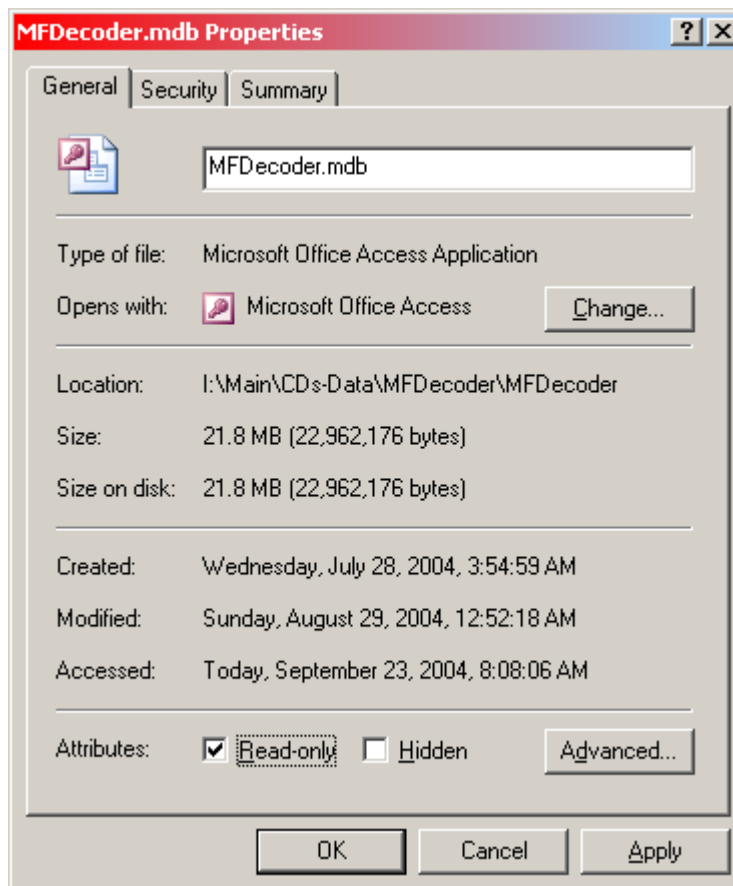 MFDecoder.mdb Properties
General Security Summary
MFDecoder.mdb
Type of file: Microsoft Office Access Application
Opens with: Microsoft Office Access Change...
Location: I:\Main\CDs-Data\MFDecoder\MFDecoder
Size: 21.8 MB (22,962,176 bytes)
Size on disk: 21.8 MB (22,962,176 bytes)
Created: Wednesday, July 28, 2004, 3:54:59 AM
Modified: Sunday, August 29, 2004, 12:52:18 AM
Accessed: Today, September 23, 2004, 8:08:06 AM
Attributes: Read-only Hidden Advanced...
OK Cancel Apply